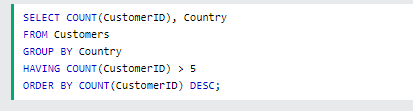 SELECT COUNT(CustomerID), Country
FROM Customers
GROUP BY Country
HAVING COUNT(CustomerID) > 5
ORDER BY COUNT(CustomerID) DESC;